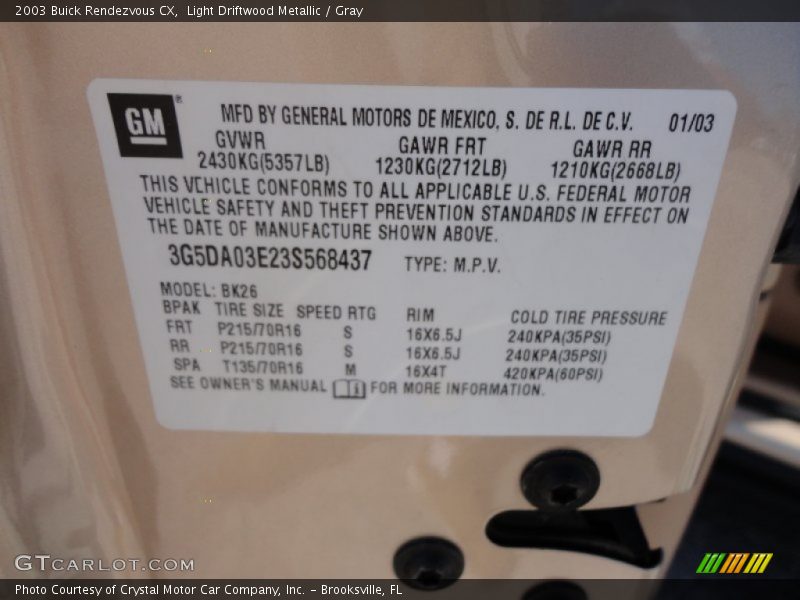 2003 Buick Rendezvous CX,  Light Driftwood Metallic / Gray
GM®
MFD BY GENERAL MOTORS DE MEXICO, S. DE R.L. DE C.V. 01/03
GVWR GAWR FRT GAWR RR
2430KG(5357LB) 1230KG(2712LB) 1210KG(2668LB)
THIS VEHICLE CONFORMS TO ALL APPLICABLE U.S. FEDERAL MOTOR
VEHICLE SAFETY AND THEFT PREVENTION STANDARDS IN EFFECT ON
THE DATE OF MANUFACTURE SHOWN ABOVE.
3G5DA03E23S568437 TYPE: M.P.V.
MODEL: BK26
BPAK TIRE SIZE SPEED RTG RIM COLD TIRE PRESSURE
FRT P215/70R16 S 16X6.5J 240KPA(35PSI)
RR P215/70R16 S 16X6.5J 240KPA(35PSI)
SPA T135/70R16 M 16X4T 420KPA(60PSI)
SEE OWNER'S MANUAL FOR MORE INFORMATION.
GTCARLOT.COM
Photo Courtesy of Crystal Motor Car Company, Inc. – Brooksville, FL